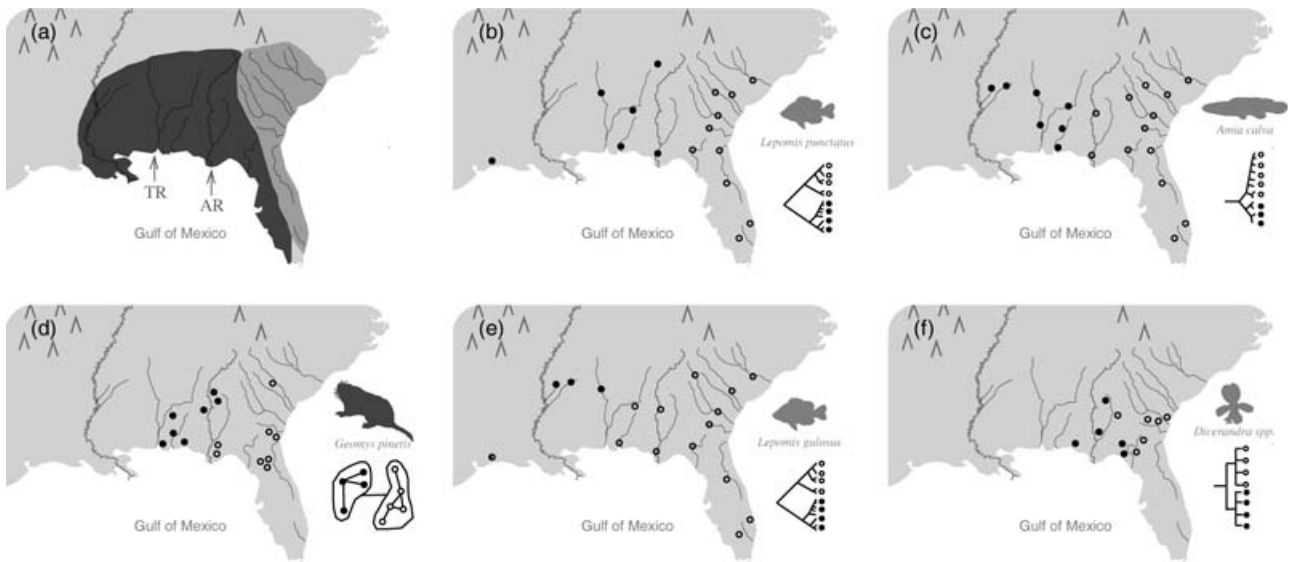 (a)
TR
AR
Gulf of Mexico
(b)
Lepomis punctatus
Gulf of Mexico
(c)
Amia calva
Gulf of Mexico
(d)
Geomys pinetis
Gulf of Mexico
(e)
Lepomis gulosus
Gulf of Mexico
(f)
Dicerandra spp.
Gulf of Mexico